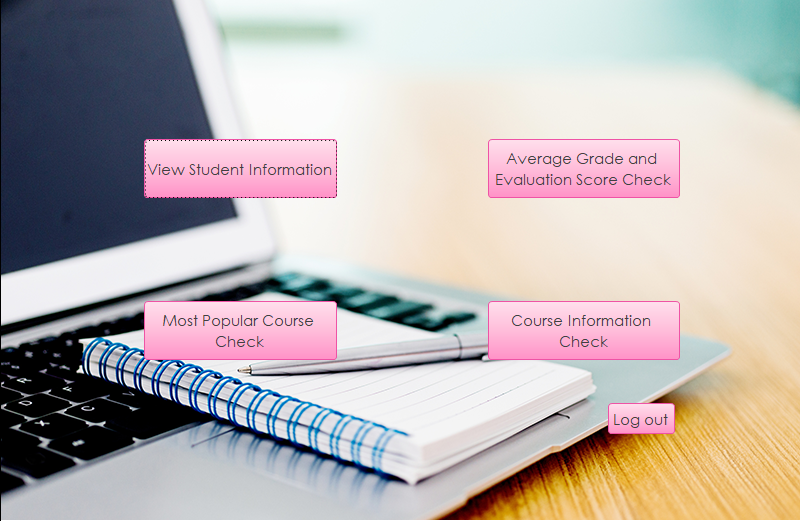 View Student Information
Average Grade and
Evaluation Score Check
Most Popular Course
Check
Course Information
Check
Log out